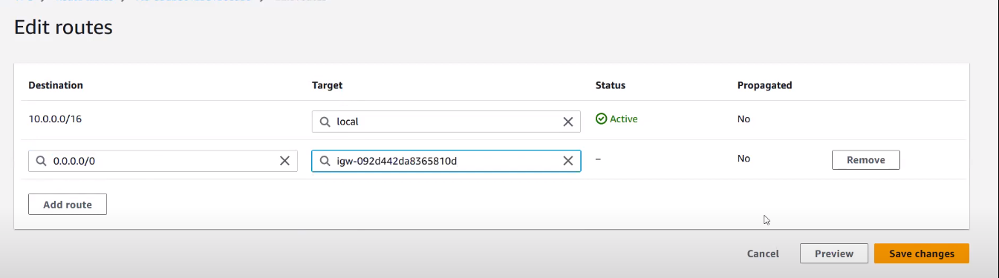 Edit routes
Destination Target Status Propagated
10.0.0.0/16 local Active No
0.0.0.0/0 igw-092d442da8365810d – No Remove
Add route
Cancel Preview Save changes